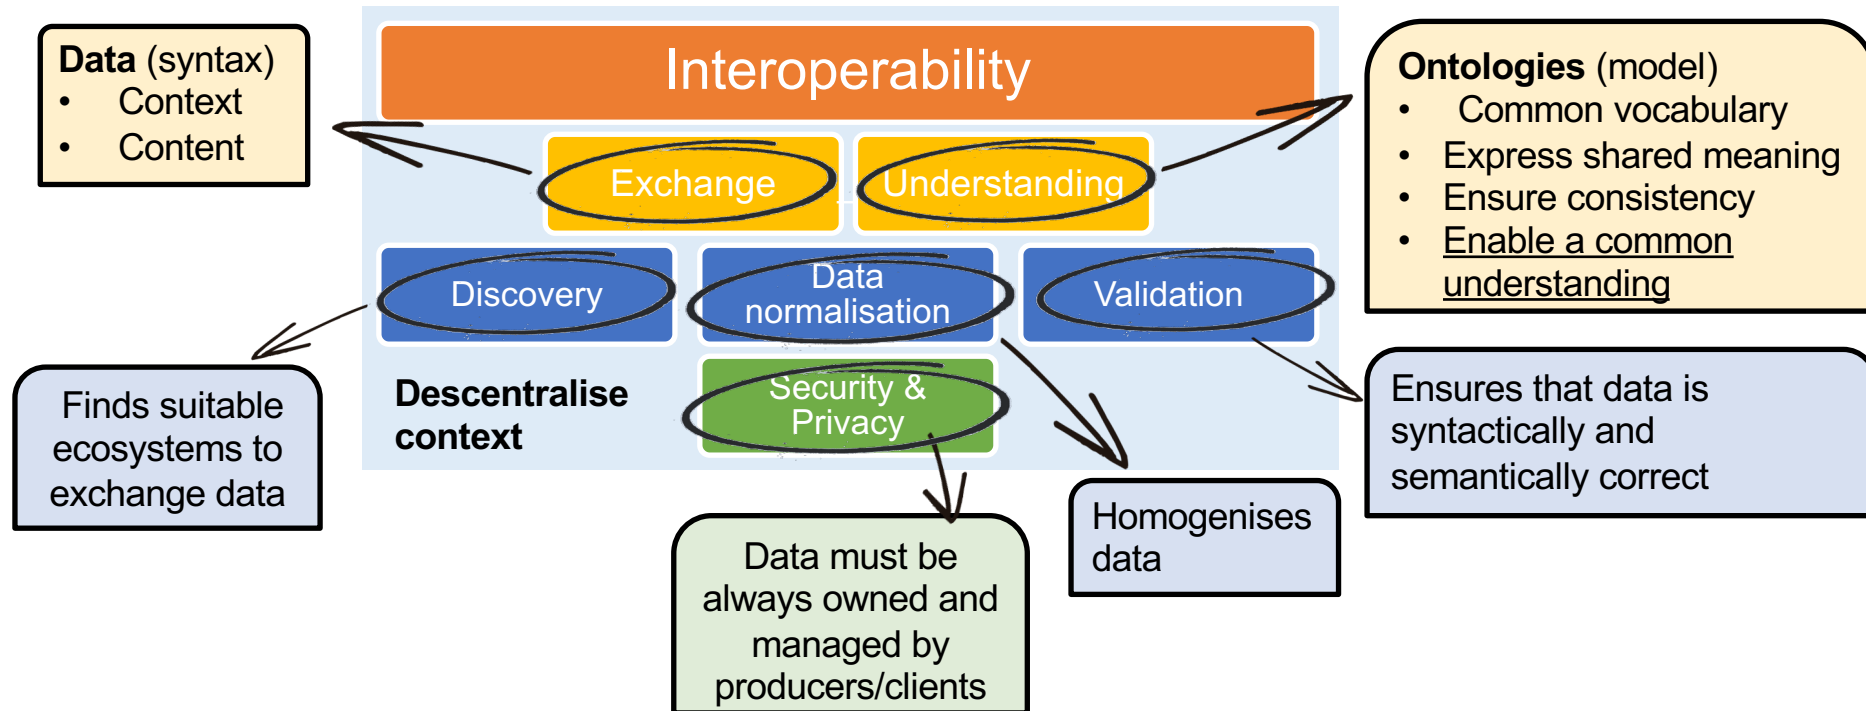 Interoperability
Data (syntax)
• Context
• Content
Exchange
Understanding
Ontologies (model)
• Common vocabulary
• Express shared meaning
• Ensure consistency
• Enable a common
understanding
Discovery
Data
normalisation
Validation
Descentralise
context
Security &
Privacy
Finds suitable
ecosystems to
exchange data
Data must be
always owned and
managed by
producers/clients
Homogenises
data
Ensures that data is
syntactically and
semantically correct